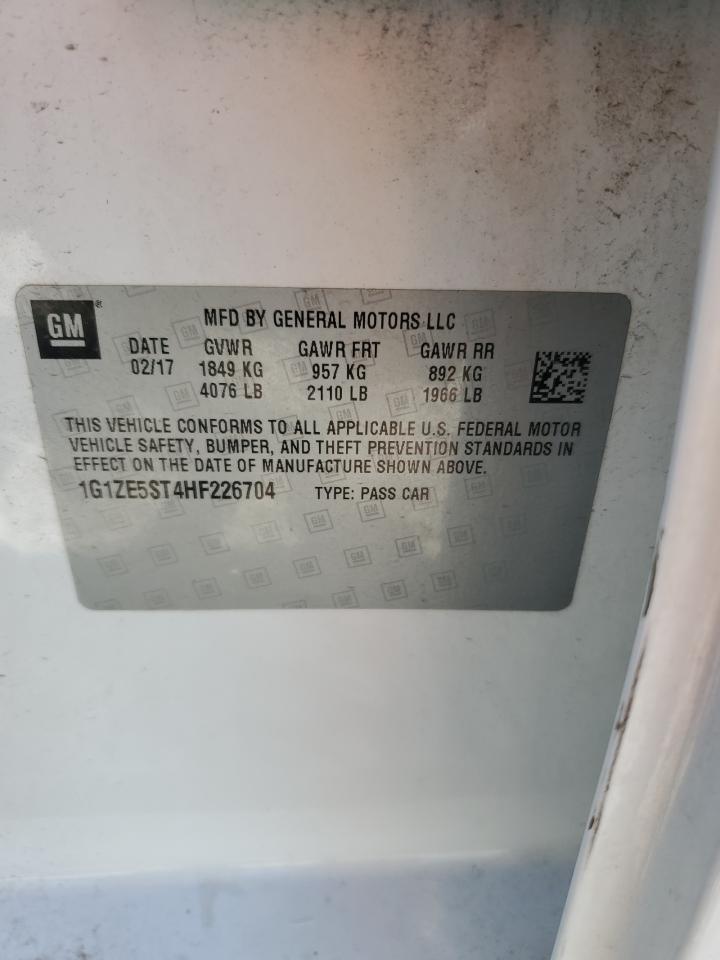 GM®
MFD BY GENERAL MOTORS LLC
DATE GVWR GAWR FRT GAWR RR
02/17 1849 KG 957 KG 892 KG
4076 LB 2110 LB 1966 LB
THIS VEHICLE CONFORMS TO ALL APPLICABLE U.S. FEDERAL MOTOR
VEHICLE SAFETY, BUMPER, AND THEFT PREVENTION STANDARDS IN
EFFECT ON THE DATE OF MANUFACTURE SHOWN ABOVE.
1G1ZE5ST4HF226704 TYPE: PASS CAR